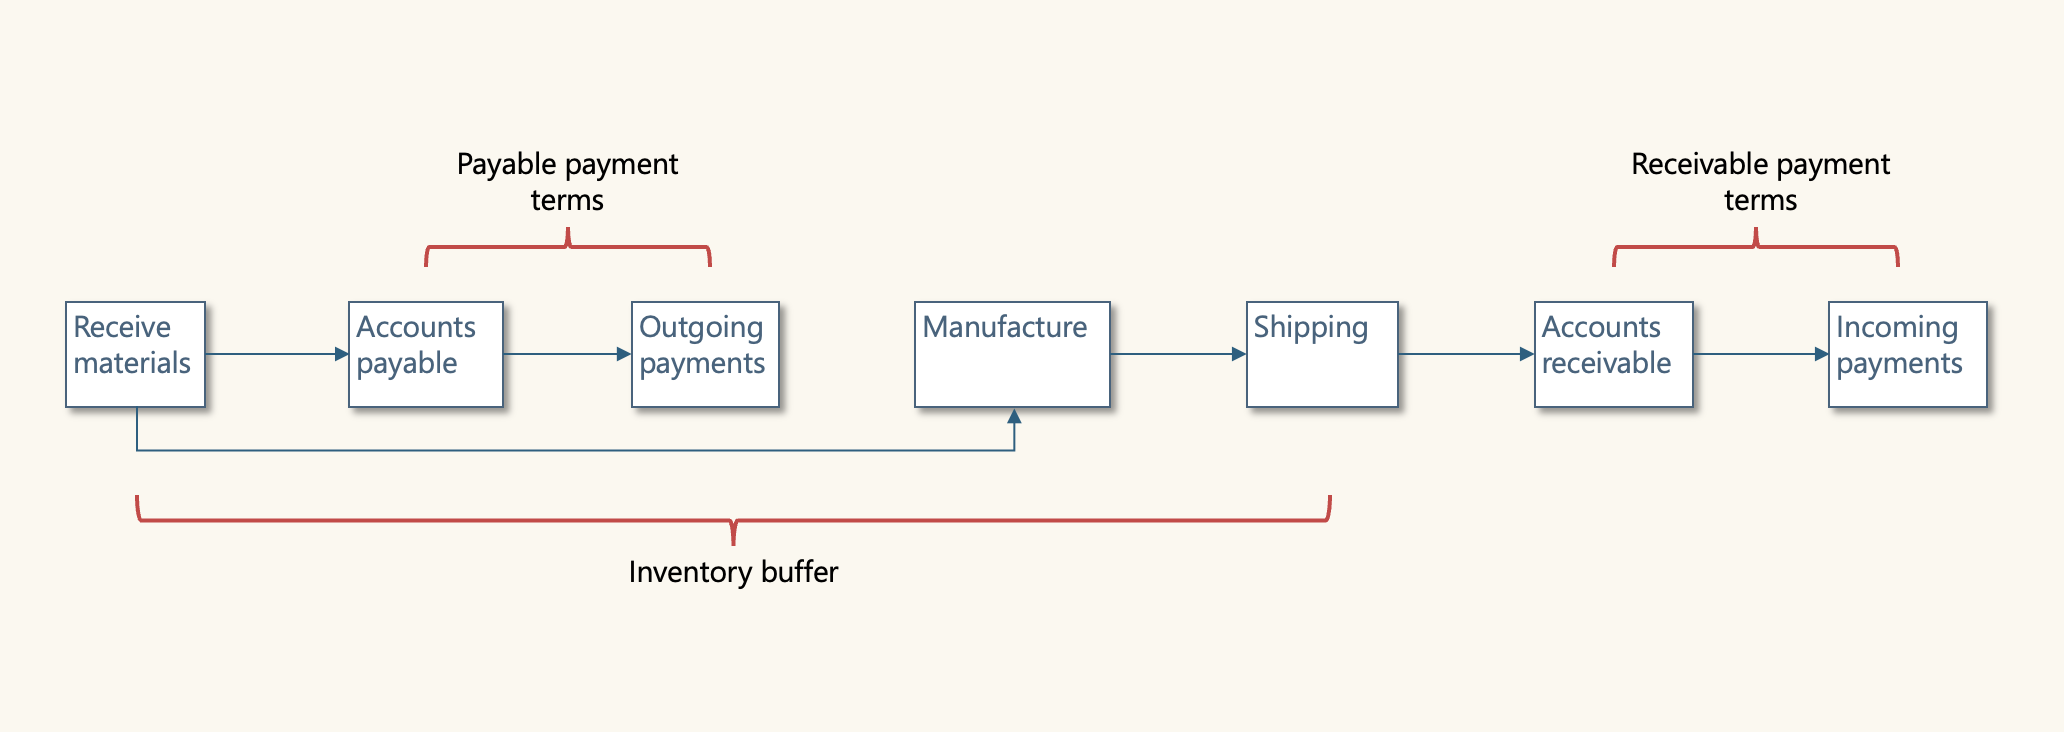 Payable payment
terms
Receivable payment
terms
Receive
materials
Accounts
payable
Outgoing
payments
Manufacture
Shipping
Accounts
receivable
Incoming
payments
Inventory buffer